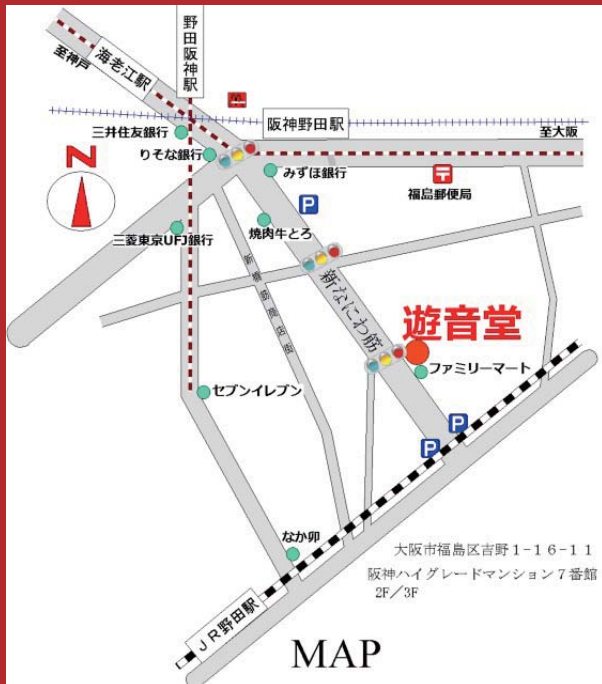 野田阪神駅
海老江駅
至神戸
三井住友銀行
阪神野田駅
至大阪
りそな銀行
みずほ銀行
〒
福島郵便局
N
P
三菱東京UFJ銀行
焼肉牛とろ
新なにわ筋
遊音堂
ファミリーマート
セブンイレブン
P
P
なか卯
大阪市福島区吉野1-16-11
阪神ハイグレードマンション7番館
2F/3F
JR野田駅
MAP